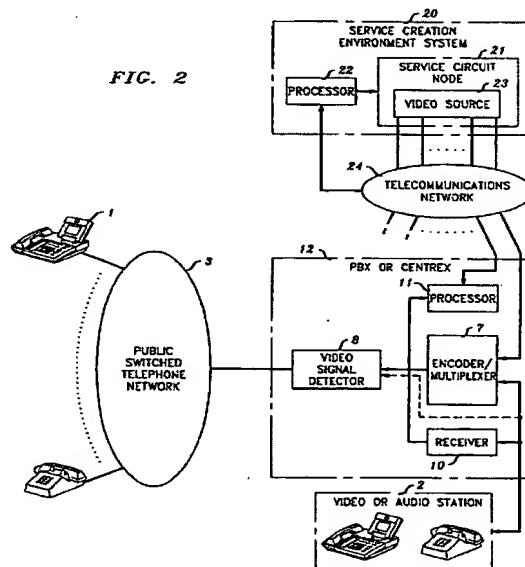 FIG. 2
20
SERVICE CREATION
ENVIRONMENT SYSTEM
21
SERVICE CIRCUIT
NODE
22
PROCESSOR
23
VIDEO SOURCE
24
TELECOMMUNICATIONS
NETWORK
1
3
PUBLIC
SWITCHED
TELEPHONE
NETWORK
12
PBX OR CENTREX
11
PROCESSOR
8
VIDEO
SIGNAL
DETECTOR
7
ENCODER/
MULTIPLEXER
RECEIVER
10
2
VIDEO OR AUDIO STATION